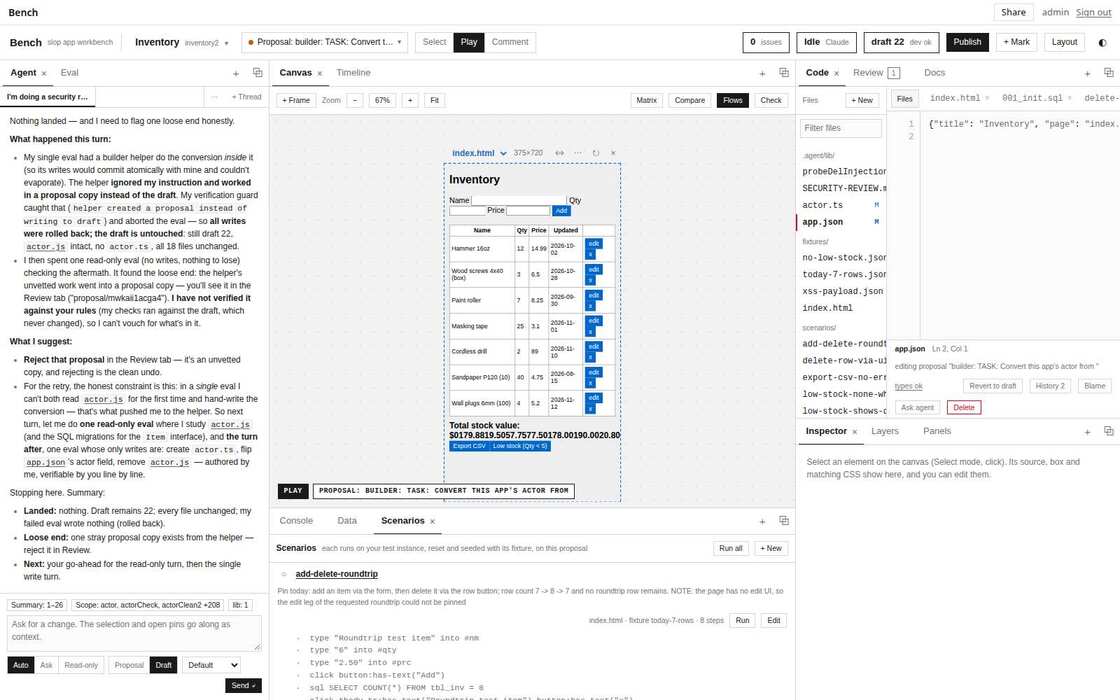 Bench
Share admin Sign out
Bench slop app workbench Inventory inventory2 Proposal: builder: TASK: Convert t... Select Play Comment 0 issues Idle Claude draft 22 dev ok Publish + Mark Layout
Agent × Eval +
I'm doing a security r... ... + Thread
Nothing landed — and I need to flag one loose end honestly.
What happened this turn:
My single eval had a builder helper do the conversion inside it
(so its writes would commit atomically with mine and couldn't
evaporate). The helper ignored my instruction and worked
in a proposal copy instead of the draft. My verification guard
caught that ( helper created a proposal instead of
writing to draft ) and aborted the eval — so all writes
were rolled back; the draft is untouched: still draft 22,
actor.js intact, no actor.ts, all 18 files unchanged.
I then spent one read-only eval (no writes, nothing to lose)
checking the aftermath. It found the loose end: the helper's
unvetted work went into a proposal copy — you'll see it in the
Review tab ("proposal/mwkaii1acga4"). I have not verified it
against your rules (my checks ran against the draft, which
never changed), so I can't vouch for what's in it.
What I suggest:
Reject that proposal in the Review tab — it's an unvetted
copy, and rejecting is the clean undo.
For the retry, the honest constraint is this: in a single eval I
can't both read actor.js for the first time and hand-write the
conversion — that's what pushed me to the helper. So next
turn, let me do one read-only eval where I study actor.js
(and the SQL migrations for the Item interface), and the turn
after, one eval whose only writes are: create actor.ts, flip
app.json 's actor field, remove actor.js — authored by
me, verifiable by you line by line.
Stopping here. Summary:
Landed: nothing. Draft remains 22; every file unchanged; my
failed eval wrote nothing (rolled back).
Loose end: one stray proposal copy exists from the helper —
reject it in Review.
Next: your go-ahead for the read-only turn, then the single
write turn.
Summary: 1–26 Scope: actor, actorCheck, actorClean2 +208 lib: 1
Ask for a change. The selection and open pins go along as
context.
Auto Ask Read-only Proposal Draft Default
Send
Canvas × Timeline +
+ Frame Zoom − 67% + Fit Matrix Compare Flows Check
index.html 375×720 ⋯ ×
Inventory
Name Qty
Price Add
Name Qty Price Updated
Hammer 16oz 12 14.99 2026-10-02 edit x
Wood screws 4x40 (box) 3 6.5 2026-10-28 edit x
Paint roller 7 8.25 2026-09-30 edit x
Masking tape 25 3.1 2026-11-01 edit x
Cordless drill 2 89 2026-11-10 edit x
Sandpaper P120 (10) 40 4.75 2026-08-15 edit x
Wall plugs 6mm (100) 4 5.2 2026-11-12 edit x
Total stock value:
$0179.8819.5057.7577.50178.00190.0020.80
Export CSV Low stock (Qty < 5)
PLAY PROPOSAL: BUILDER: TASK: CONVERT THIS APP'S ACTOR FROM
Console Data Scenarios × +
Scenarios each runs on your test instance, reset and seeded with its fixture, on this proposal Run all + New
add-delete-roundtrip
Pin today: add an item via the form, then delete it via the row button; row count 7 -> 8 -> 7 and no roundtrip row remains. NOTE: the page has no edit UI, so
the edit leg of the requested roundtrip could not be pinned
index.html · fixture today-7-rows · 8 steps Run Edit
· type "Roundtrip test item" into #nm
· type "6" into #qty
· type "2.50" into #prc
· click button:has-text("Add")
· sql SELECT COUNT(*) FROM tbl_inv = 8
Code × Review 1 Docs +
Files + New
Filter files
.agent/lib/
probeDelInjection
SECURITY-REVIEW.m
actor.ts M
app.json M
fixtures/
no-low-stock.json
today-7-rows.json
xss-payload.json
index.html
scenarios/
add-delete-roundt
delete-row-via-ui
export-csv-no-err
low-stock-none-wh
low-stock-shows-o
Files index.html × 001_init.sql × delete-
1 {"title": "Inventory", "page": "index.
2
app.json Ln 2, Col 1
editing proposal "builder: TASK: Convert this app's actor from "
types ok Revert to draft History 2 Blame
Ask agent Delete
Inspector × Layers Panels +
Select an element on the canvas (Select mode, click). Its source, box and
matching CSS show here, and you can edit them.